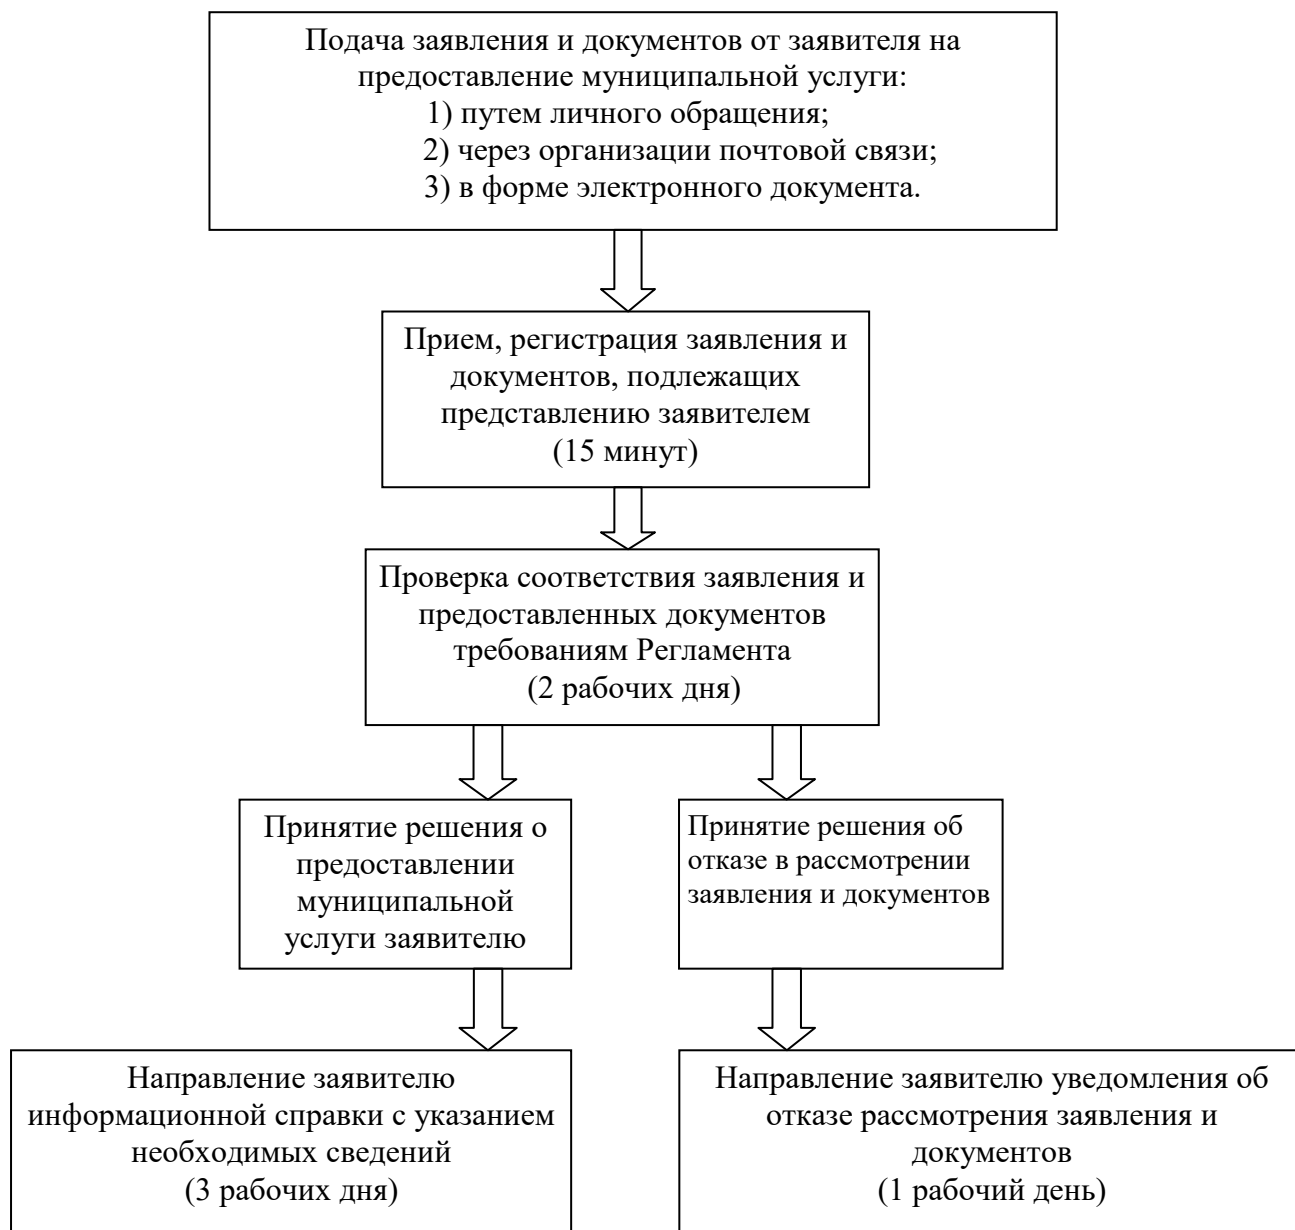 Подача заявления и документов от заявителя на
предоставление муниципальной услуги:
1) путем личного обращения;
2) через организации почтовой связи;
3) в форме электронного документа.
Прием, регистрация заявления и
документов, подлежащих
представлению заявителем
(15 минут)
Проверка соответствия заявления и
предоставленных документов
требованиям Регламента
(2 рабочих дня)
Принятие решения о
предоставлении
муниципальной
услуги заявителю
Принятие решения об
отказе в рассмотрении
заявления и документов
Направление заявителю
информационной справки с указанием
необходимых сведений
(3 рабочих дня)
Направление заявителю уведомления об
отказе рассмотрения заявления и
документов
(1 рабочий день)